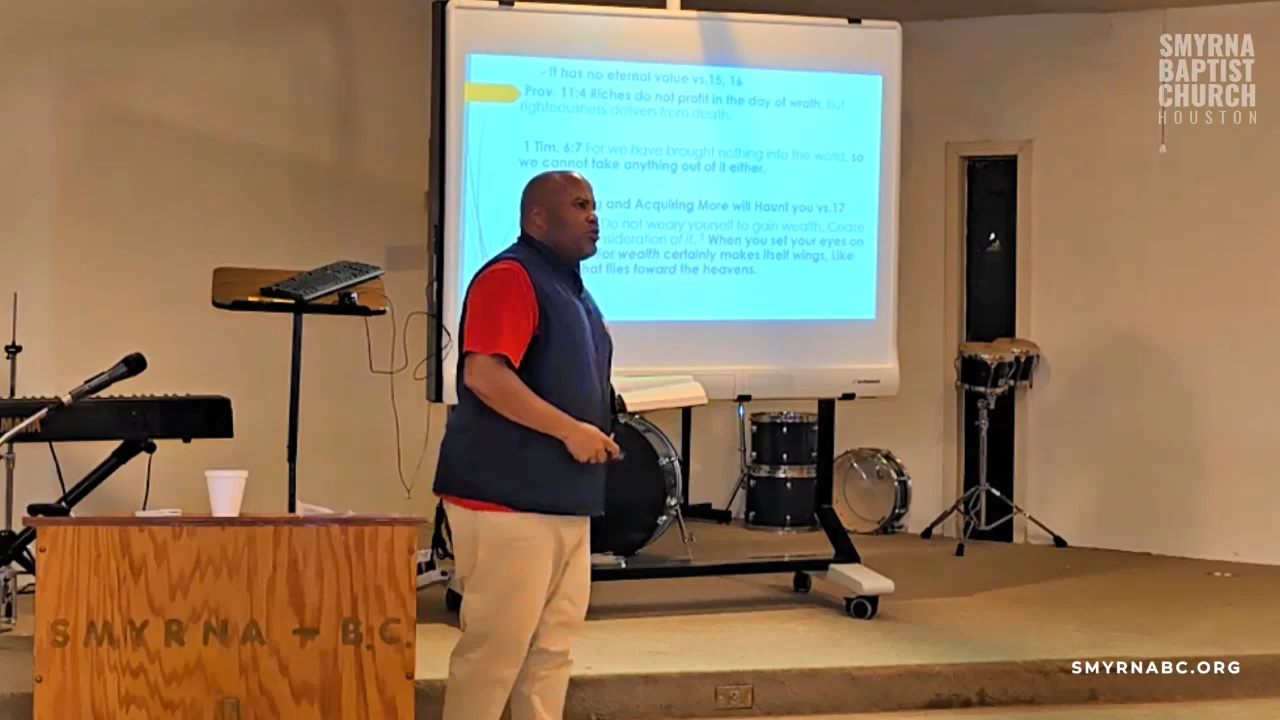 SMYRNA
BAPTIST
CHURCH
HOUSTON
- It has no eternal value vs.15, 16
Prov. 11:4 Riches do not profit in the day of wrath, But
righteousness delivers from death.
1 Tim. 6:7 For we have brought nothing into the world, so
we cannot take anything out of it either.
and Acquiring More will Haunt you vs.17
Do not weary yourself to gain wealth, Cease
sideration of it. 5 When you set your eyes on
or wealth certainly makes itself wings, Like
hat flies toward the heavens.
SMYRNA - B.C.
SMYRNABC.ORG